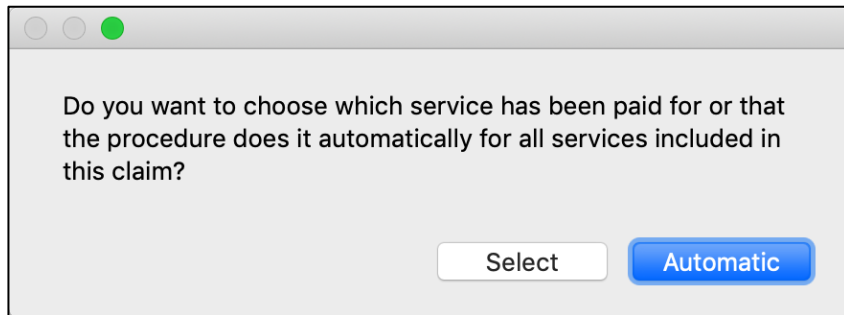 Do you want to choose which service has been paid for or that
the procedure does it automatically for all services included in
this claim?
Select
Automatic